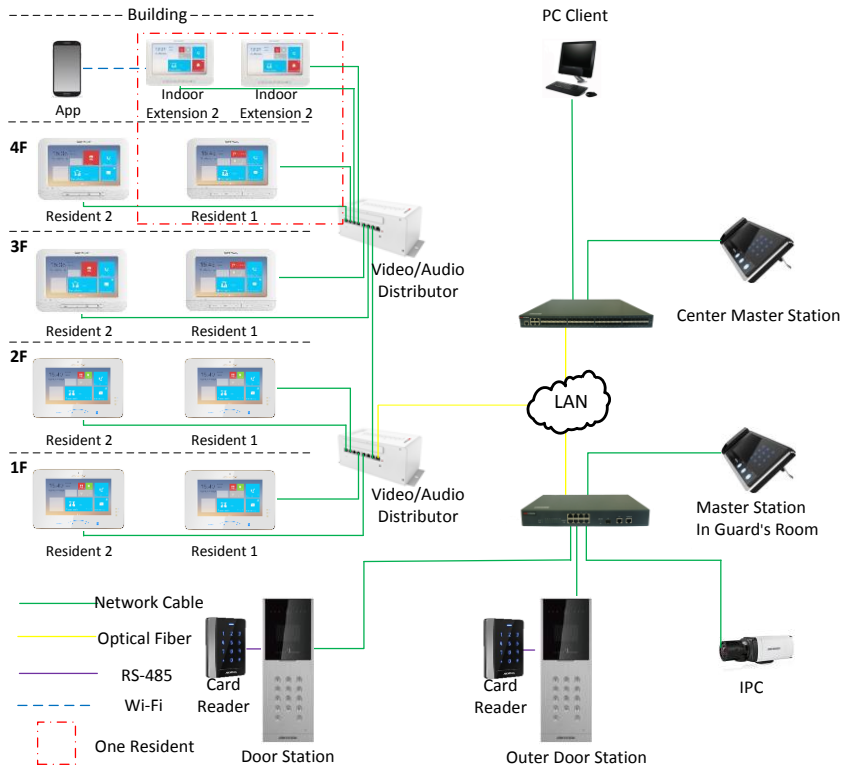 Building
PC Client
App
Indoor
Extension 2
Indoor
Extension 2
4F
Resident 2
Resident 1
3F
Video/Audio
Distributor
Center Master Station
Resident 2
Resident 1
2F
LAN
Resident 2
Resident 1
1F
Video/Audio
Distributor
Master Station
In Guard's Room
Resident 2
Resident 1
Network Cable
Optical Fiber
RS-485
Wi-Fi
One Resident
Card
Reader
Door Station
Card
Reader
Outer Door Station
IPC